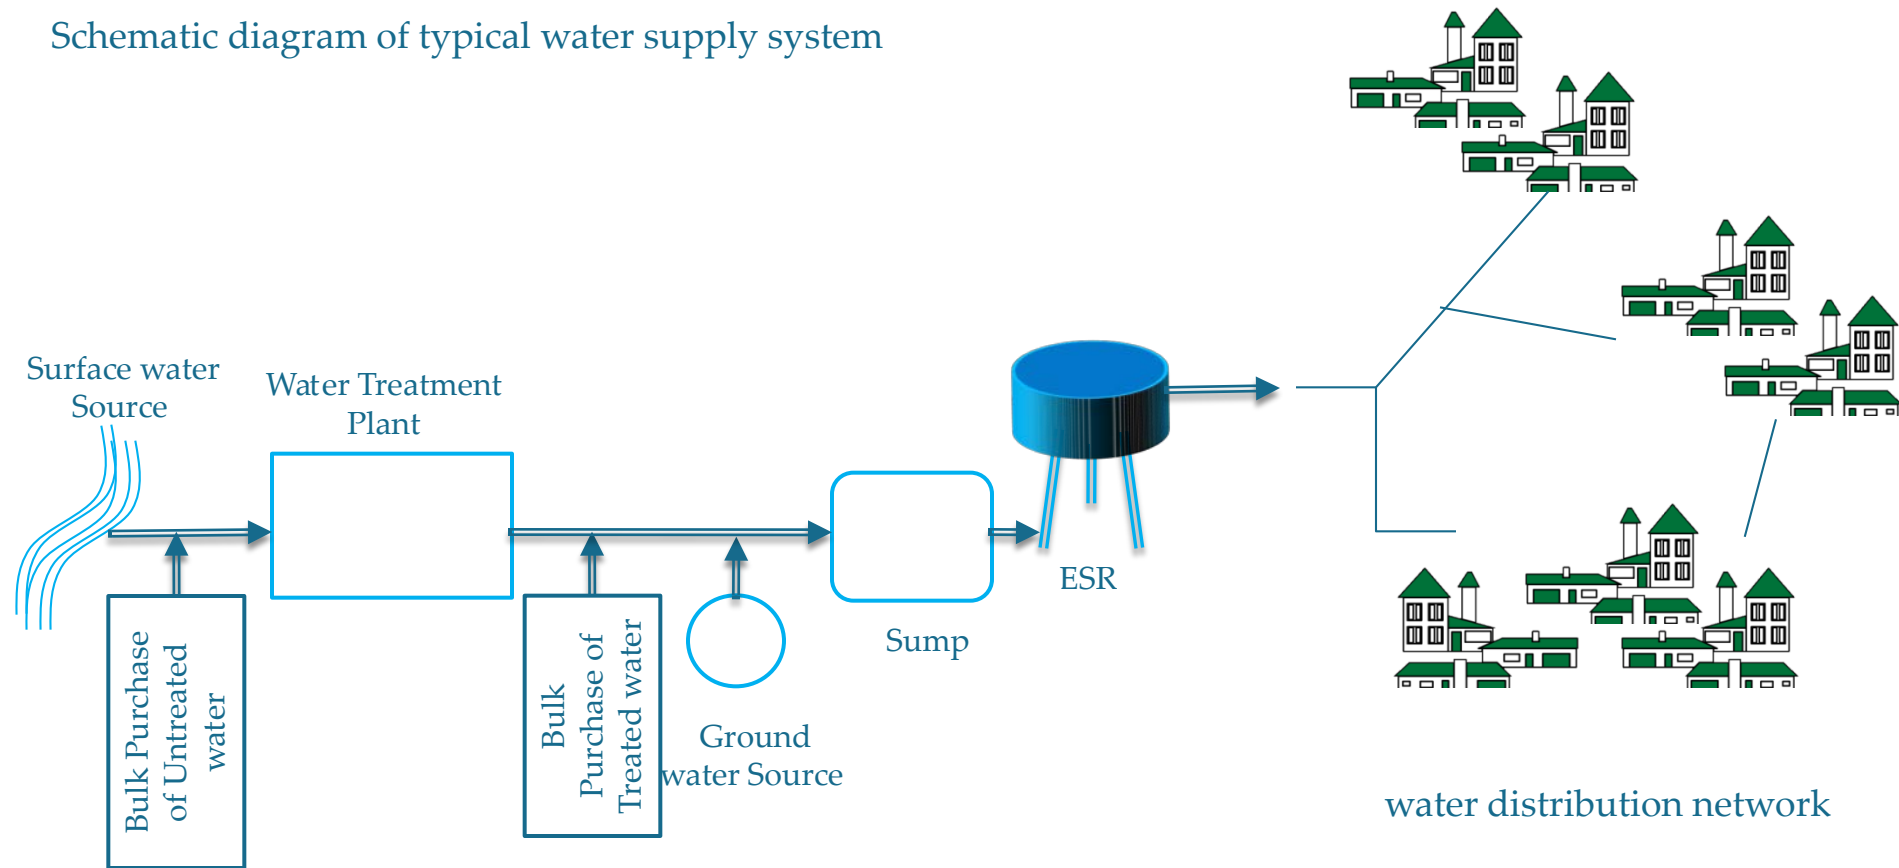 Schematic diagram of typical water supply system
Surface water
Source
Water Treatment
Plant
ESR
Sump
Bulk Purchase
of Untreated
water
Bulk
Purchase of
Treated water
Ground
water Source
water distribution network